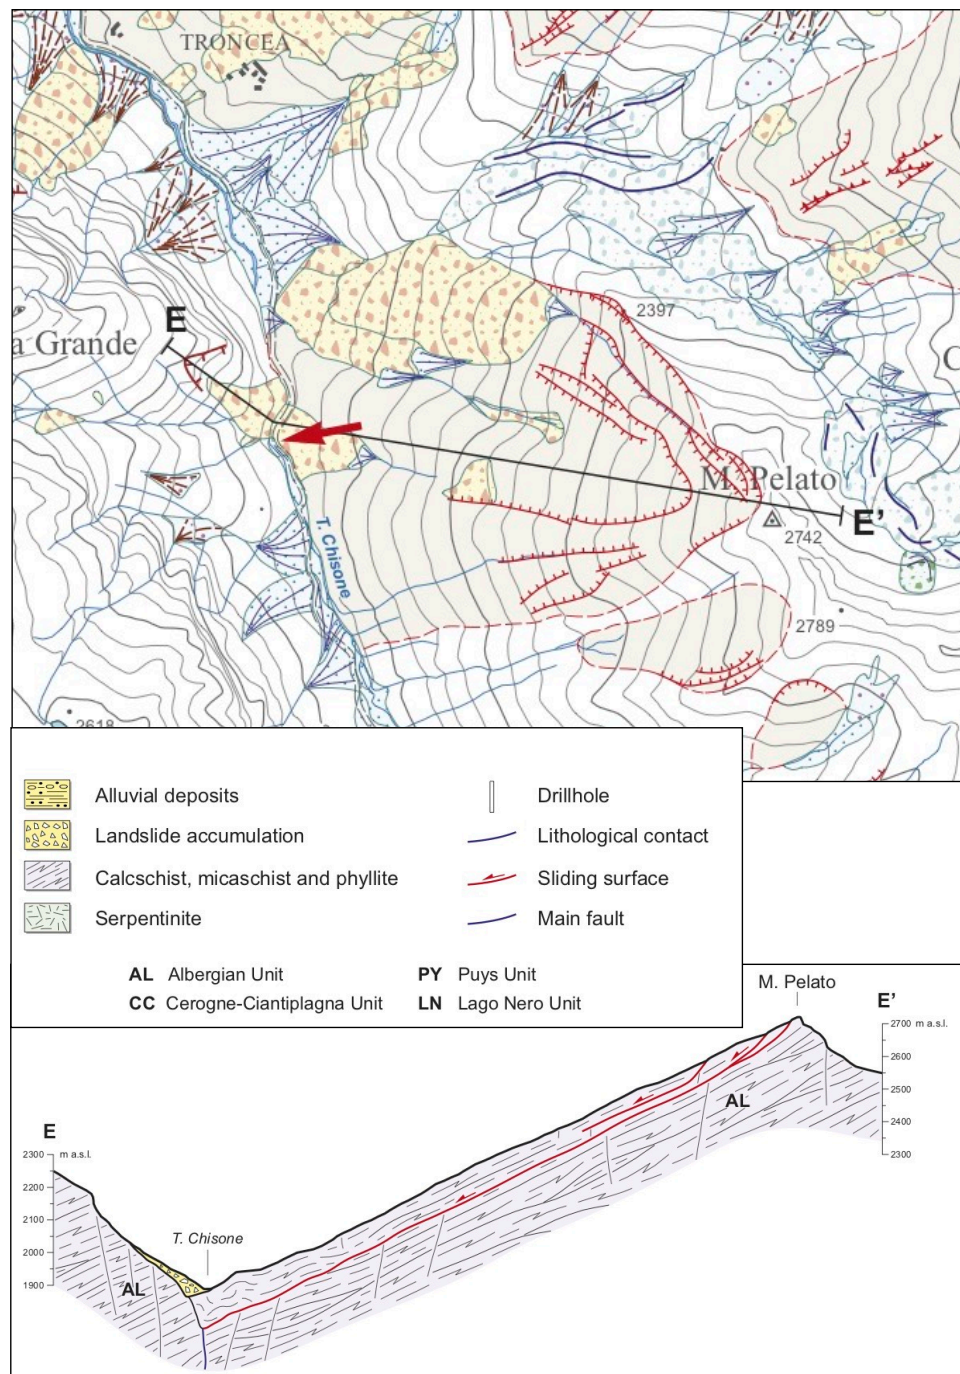 TRONCEA
2397
E
a Grande
C
M. Pelato
E'
2742
T. Chisone
2789
2618
Alluvial deposits
Drillhole
Landslide accumulation
Lithological contact
Calcschist, micaschist and phyllite
Sliding surface
Serpentinite
Main fault
AL Albergian Unit
PY Puys Unit
CC Cerogne-Ciantiplagna Unit
LN Lago Nero Unit
M. Pelato
E'
2700 m a.s.l.
2600
2500
AL
2400
E
2300 m a.s.l.
2300
2200
2100
T. Chisone
2000
1900
AL